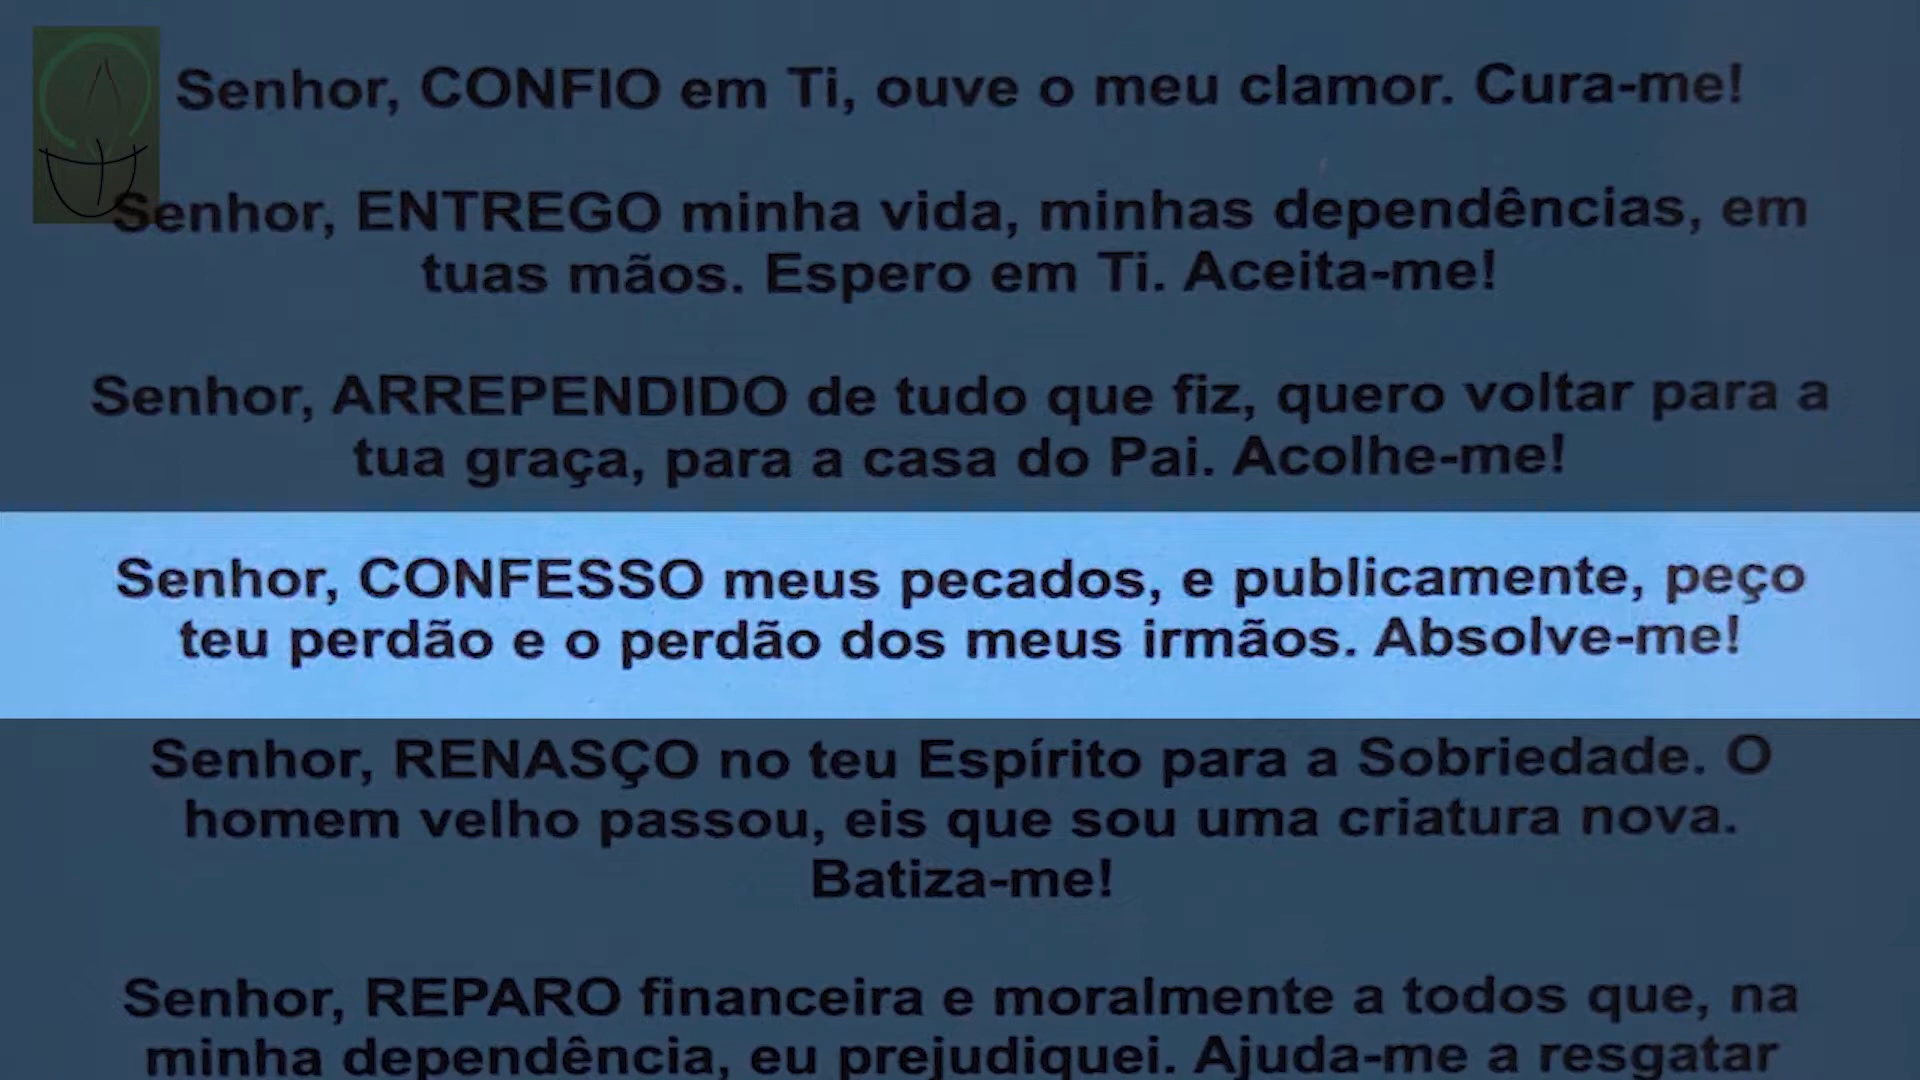 Senhor, CONFIO em Ti, ouve o meu clamor. Cura-me!
Senhor, ENTREGO minha vida, minhas dependências, em
tuas mãos. Espero em Ti. Aceita-me!
Senhor, ARREPENDIDO de tudo que fiz, quero voltar para a
tua graça, para a casa do Pai. Acolhe-me!
Senhor, CONFESSO meus pecados, e publicamente, peço
teu perdão e o perdão dos meus irmãos. Absolve-me!
Senhor, RENASÇO no teu Espírito para a Sobriedade. O
homem velho passou, eis que sou uma criatura nova.
Batiza-me!
Senhor, REPARO financeira e moralmente a todos que, na
minha dependência, eu prejudiquei. Ajuda-me a resgatar